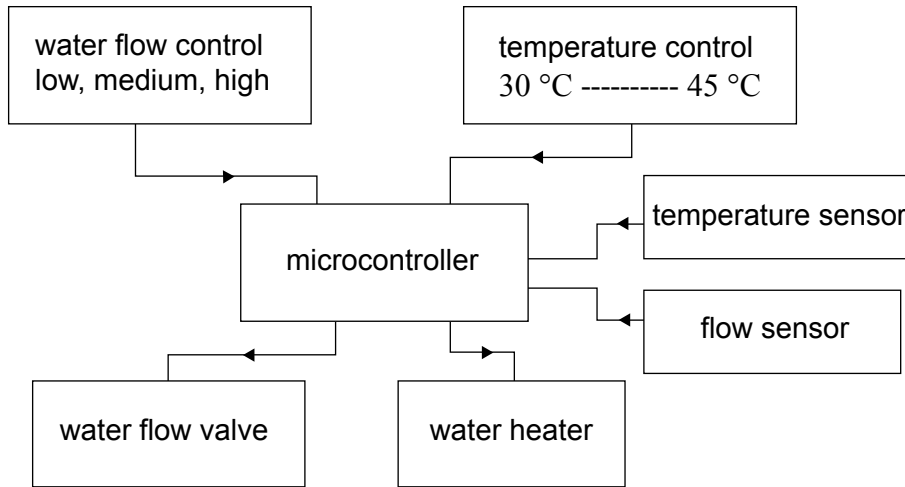 water flow control
low, medium, high
temperature control
30 °C ---------- 45 °C
temperature sensor
microcontroller
flow sensor
water flow valve
water heater